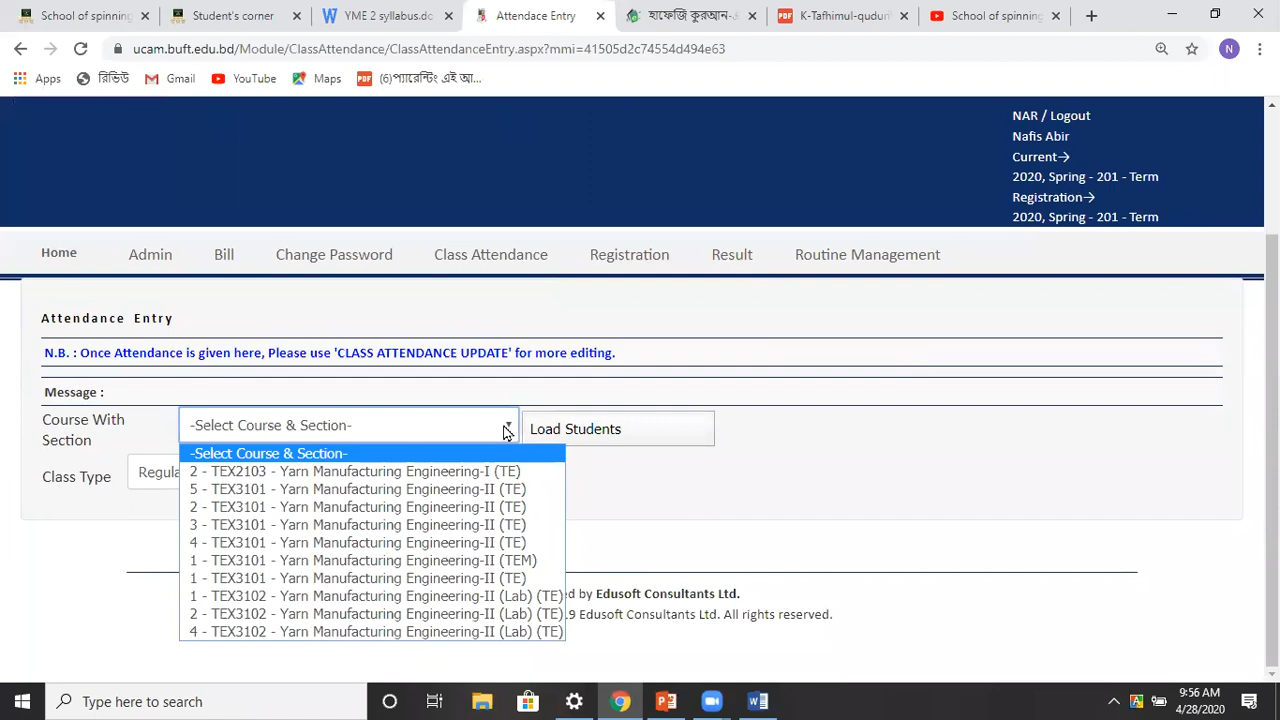 School of spinning
Student's corner
YME 2 syllabus.dc
Attendace Entry
হাফেজি কুরআন-
K-Tafhimul-qudur
School of spinning
ucam.buft.edu.bd/Module/ClassAttendance/ClassAttendanceEntry.aspx?mmi=41505d2c74554d494e63
N
Apps
রিভিউ
Gmail
YouTube
Maps
(6)প্যারেন্টিং এই আ...
NAR / Logout
Nafis Abir
Current→
2020, Spring - 201 - Term
Registration→
2020, Spring - 201 - Term
Home
Admin
Bill
Change Password
Class Attendance
Registration
Result
Routine Management
Attendance Entry
N.B. : Once Attendance is given here, Please use 'CLASS ATTENDANCE UPDATE' for more editing.
Message :
Course With
Section
-Select Course & Section-
Load Students
-Select Course & Section-
2 - TEX2103 - Yarn Manufacturing Engineering-I (TE)
Class Type
Regula
5 - TEX3101 - Yarn Manufacturing Engineering-II (TE)
2 - TEX3101 - Yarn Manufacturing Engineering-II (TE)
3 - TEX3101 - Yarn Manufacturing Engineering-II (TE)
4 - TEX3101 - Yarn Manufacturing Engineering-II (TE)
1 - TEX3101 - Yarn Manufacturing Engineering-II (TEM)
1 - TEX3101 - Yarn Manufacturing Engineering-II (TE)
1 - TEX3102 - Yarn Manufacturing Engineering-II (Lab) (TE)
2 - TEX3102 - Yarn Manufacturing Engineering-II (Lab) (TE)
4 - TEX3102 - Yarn Manufacturing Engineering-II (Lab) (TE)
ed by Edusoft Consultants Ltd.
19 Edusoft Consultants Ltd. All rights reserved.
Type here to search
9:56 AM
4/28/2020